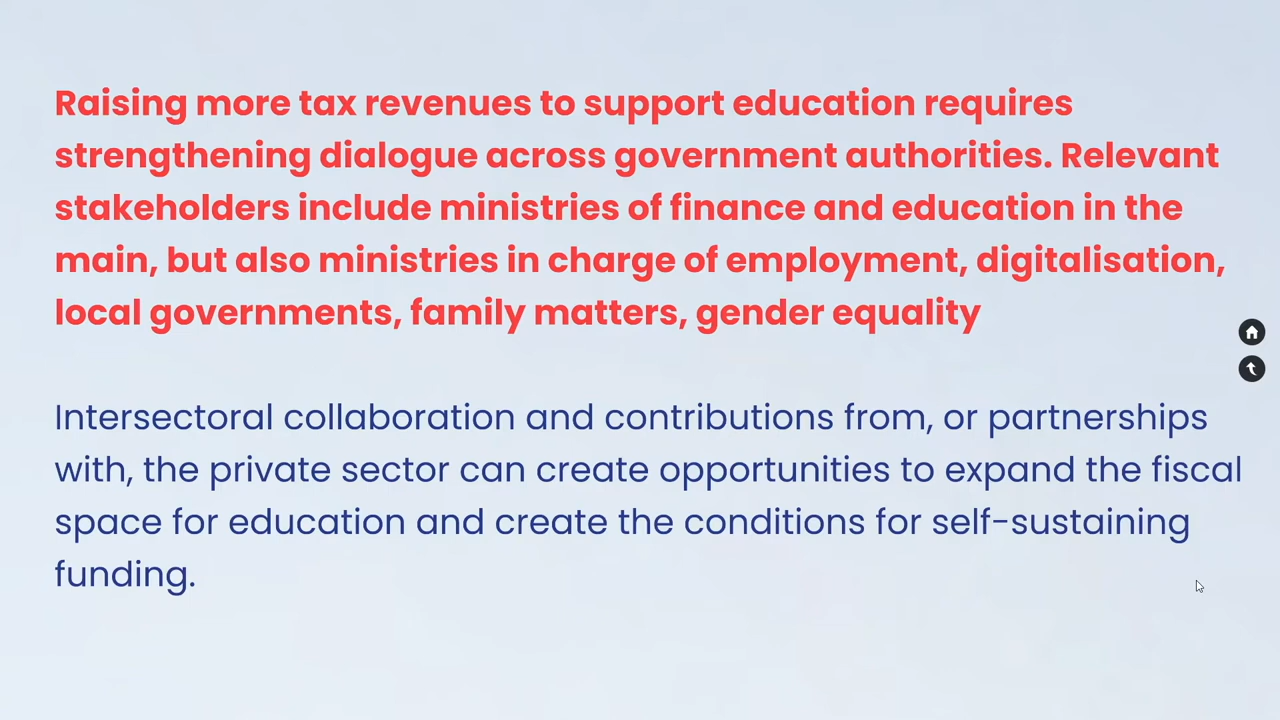 Raising more tax revenues to support education requires
strengthening dialogue across government authorities. Relevant
stakeholders include ministries of finance and education in the
main, but also ministries in charge of employment, digitalisation,
local governments, family matters, gender equality
Intersectoral collaboration and contributions from, or partnerships
with, the private sector can create opportunities to expand the fiscal
space for education and create the conditions for self-sustaining
funding.